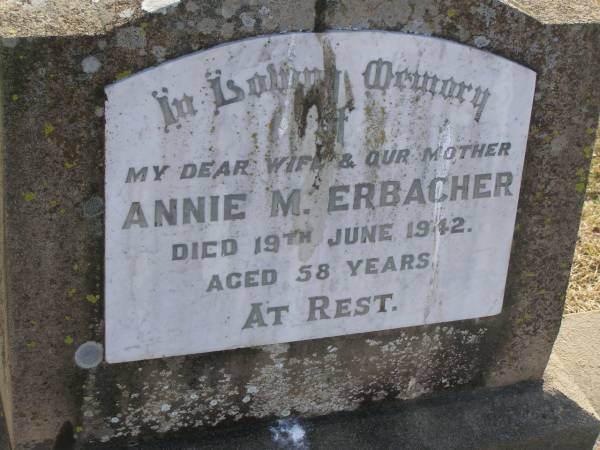 In Loving Memory
of
MY DEAR WIFE & OUR MOTHER
ANNIE M. ERBACHER
DIED 19TH JUNE 1942.
AGED 58 YEARS.
AT REST.